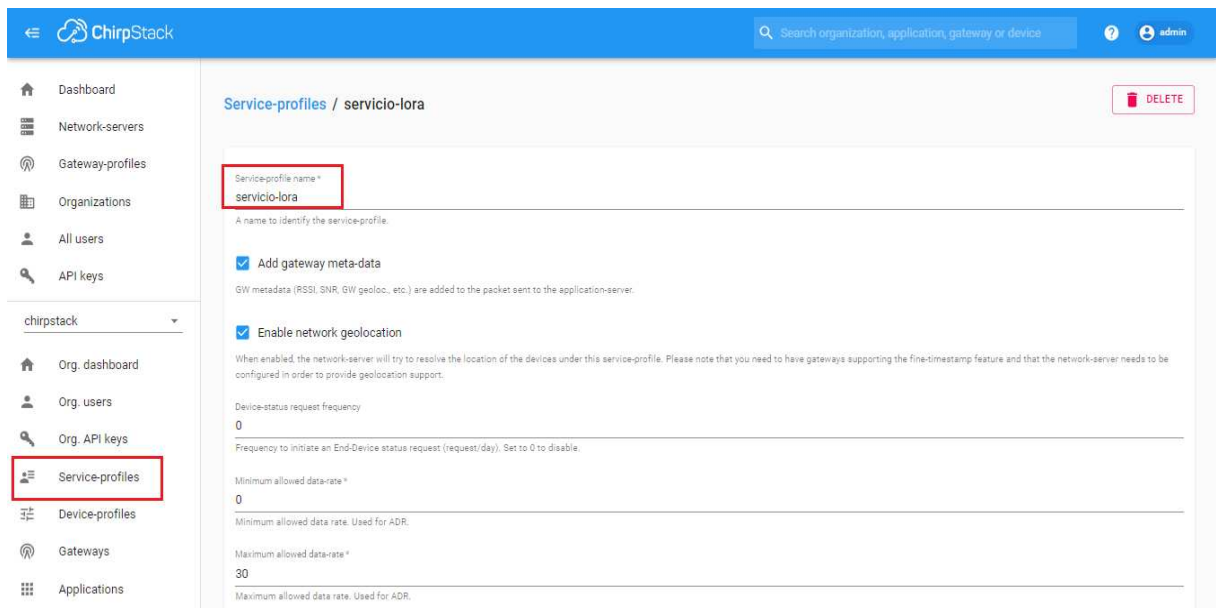 ChirpStack
Search organization, application, gateway or device
?
admin
Dashboard
Network-servers
Gateway-profiles
Organizations
All users
API keys
chirpstack
Org. dashboard
Org. users
Org. API keys
Service-profiles
Device-profiles
Gateways
Applications
Service-profiles / servicio-lora
DELETE
Service-profile name *
servicio-lora
A name to identify the service-profile.
Add gateway meta-data
GW metadata (RSSI, SNR, GW geoloc., etc.) are added to the packet sent to the application-server.
Enable network geolocation
When enabled, the network-server will try to resolve the location of the devices under this service-profile. Please note that you need to have gateways supporting the fine-timestamp feature and that the network-server needs to be
configured in order to provide geolocation support.
Device-status request frequency
0
Frequency to initiate an End-Device status request (request/day). Set to 0 to disable.
Minimum allowed data-rate *
0
Minimum allowed data rate. Used for ADR.
Maximum allowed data-rate *
30
Maximum allowed data rate. Used for ADR.